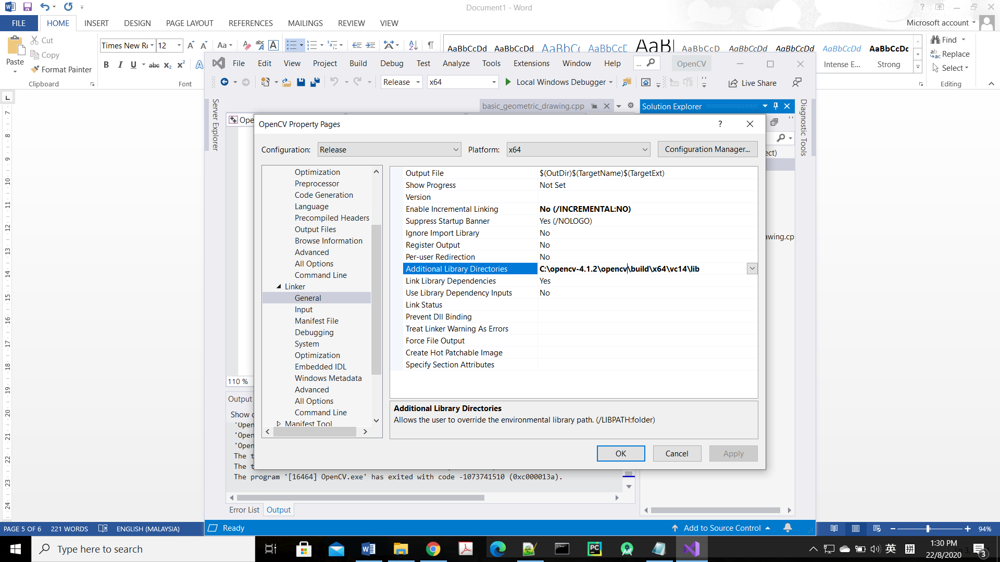 Document1 - Word
FILE
HOME
INSERT
DESIGN
PAGE LAYOUT
REFERENCES
MAILINGS
REVIEW
VIEW
Microsoft account
Cut
Copy
Format Painter
Paste
Clipboard
Times New Rc
12
Font
AaBbCcDd
AaBbCcDd
Intense E...
Strong
Find
Replace
Select
Editing
File
Edit
View
Project
Build
Debug
Test
Analyze
Tools
Extensions
Window
Help
OpenCV
Release
x64
Local Windows Debugger
Live Share
Server Explorer
basic_geometric_drawing.cpp
Solution Explorer
Diagnostic Tools
Ope
ect)
awing.cp
OpenCV Property Pages
?
Configuration:
Release
Platform:
x64
Configuration Manager...
Optimization
Preprocessor
Code Generation
Language
Precompiled Headers
Output Files
Browse Information
Advanced
All Options
Command Line
Linker
General
Input
Manifest File
Debugging
System
Optimization
Embedded IDL
Windows Metadata
Advanced
All Options
Command Line
Manifest Tool
Output File $(OutDir)$(TargetName)$(TargetExt)
Show Progress Not Set
Version
Enable Incremental Linking No (/INCREMENTAL:NO)
Suppress Startup Banner Yes (/NOLOGO)
Ignore Import Library No
Register Output No
Per-user Redirection No
Additional Library Directories C:\opencv-4.1.2\opencv\build\x64\vc14\lib
Link Library Dependencies Yes
Use Library Dependency Inputs No
Link Status
Prevent Dll Binding
Treat Linker Warning As Errors
Force File Output
Create Hot Patchable Image
Specify Section Attributes
Additional Library Directories
Allows the user to override the environmental library path. (/LIBPATH:folder)
OK
Cancel
Apply
110 %
Output
Show o
'Open
'Open
'Open
The t
The t
The program '[16464] OpenCV.exe' has exited with code -1073741510 (0xc000013a).
Error List
Output
Ready
Add to Source Control
PAGE 5 OF 6
221 WORDS
ENGLISH (MALAYSIA)
94%
Type here to search
英
拼
1:30 PM
22/8/2020
3